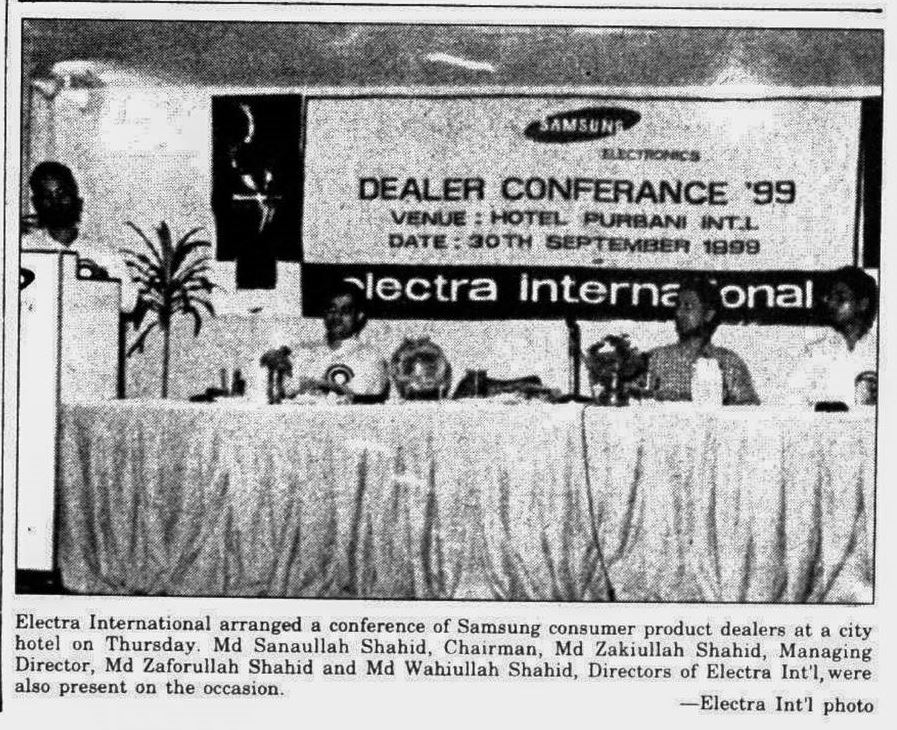 SAMSUNG
ELECTRONICS
DEALER CONFERANCE '99
VENUE : HOTEL PURBANI INT.L
DATE : 30TH SEPTEMBER 1999
electra international
Electra International arranged a conference of Samsung consumer product dealers at a city
hotel on Thursday. Md Sanaullah Shahid, Chairman, Md Zakiullah Shahid, Managing
Director, Md Zaforullah Shahid and Md Wahiullah Shahid, Directors of Electra Int'l, were
also present on the occasion.
—Electra Int'l photo